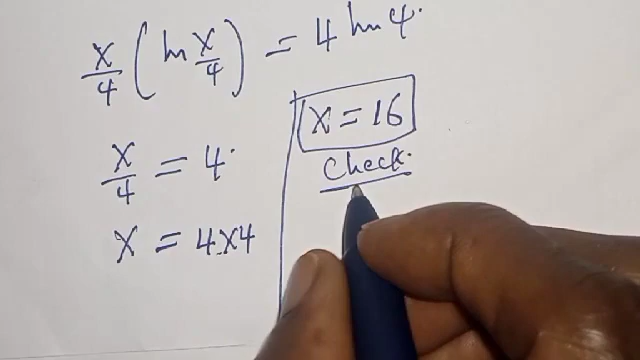 x/4 (ln x/4) = 4 ln 4.
x/4 = 4.
x = 4x4
x = 16
Check.